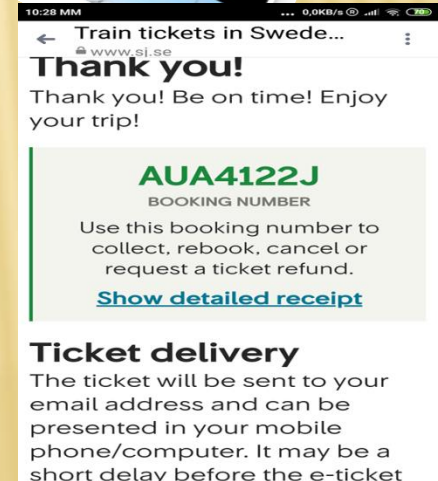 10:28 MM ... 0,0KB/s 70
Train tickets in Swede...
www.sj.se
Thank you!
Thank you! Be on time! Enjoy
your trip!
AUA4122J
BOOKING NUMBER
Use this booking number to
collect, rebook, cancel or
request a ticket refund.
Show detailed receipt
Ticket delivery
The ticket will be sent to your
email address and can be
presented in your mobile
phone/computer. It may be a
short delay before the e-ticket